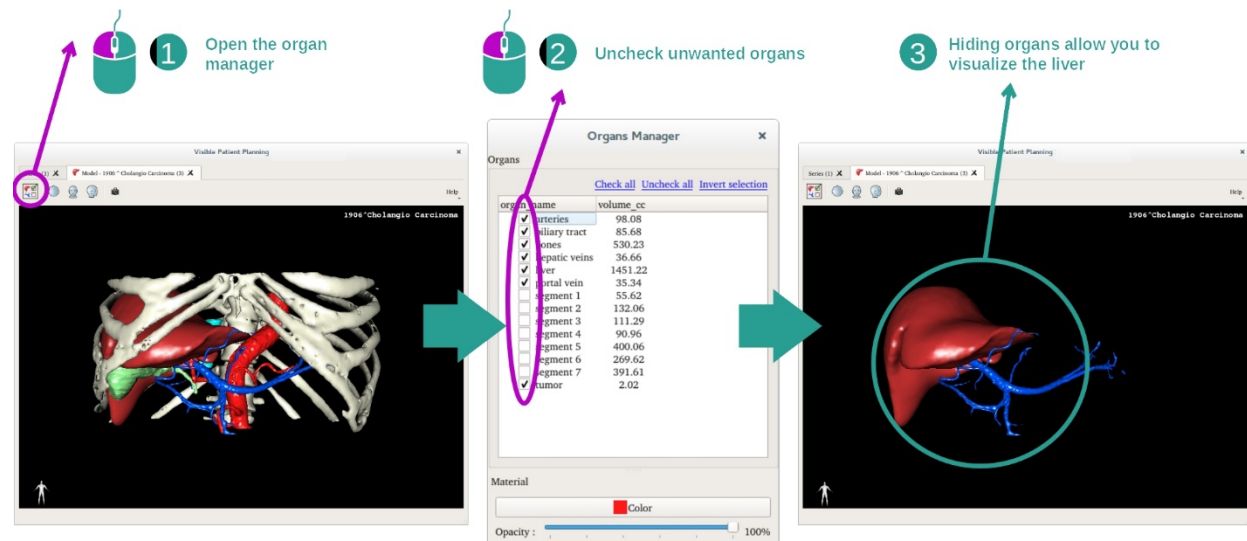 1 Open the organ
manager
2 Uncheck unwanted organs
3 Hiding organs allow you to
visualize the liver
Visible Patient Planning
(1) Model - 1906 ^ Cholangio Carcinoma (3)
Help
1906^Cholangio Carcinoma
Organs Manager
Organs
Check all Uncheck all Invert selection
organ_name volume_cc
arteries 98.08
biliary tract 85.68
bones 530.23
hepatic veins 36.66
liver 1451.22
portal vein 35.34
segment 1 55.62
segment 2 132.06
segment 3 111.29
segment 4 90.96
segment 5 400.06
segment 6 269.62
segment 7 391.61
tumor 2.02
Material
Color
Opacity : 100%
Visible Patient Planning
Series (1) Model - 1906 ^ Cholangio Carcinoma (3)
Help
1906^Cholangio Carcinoma